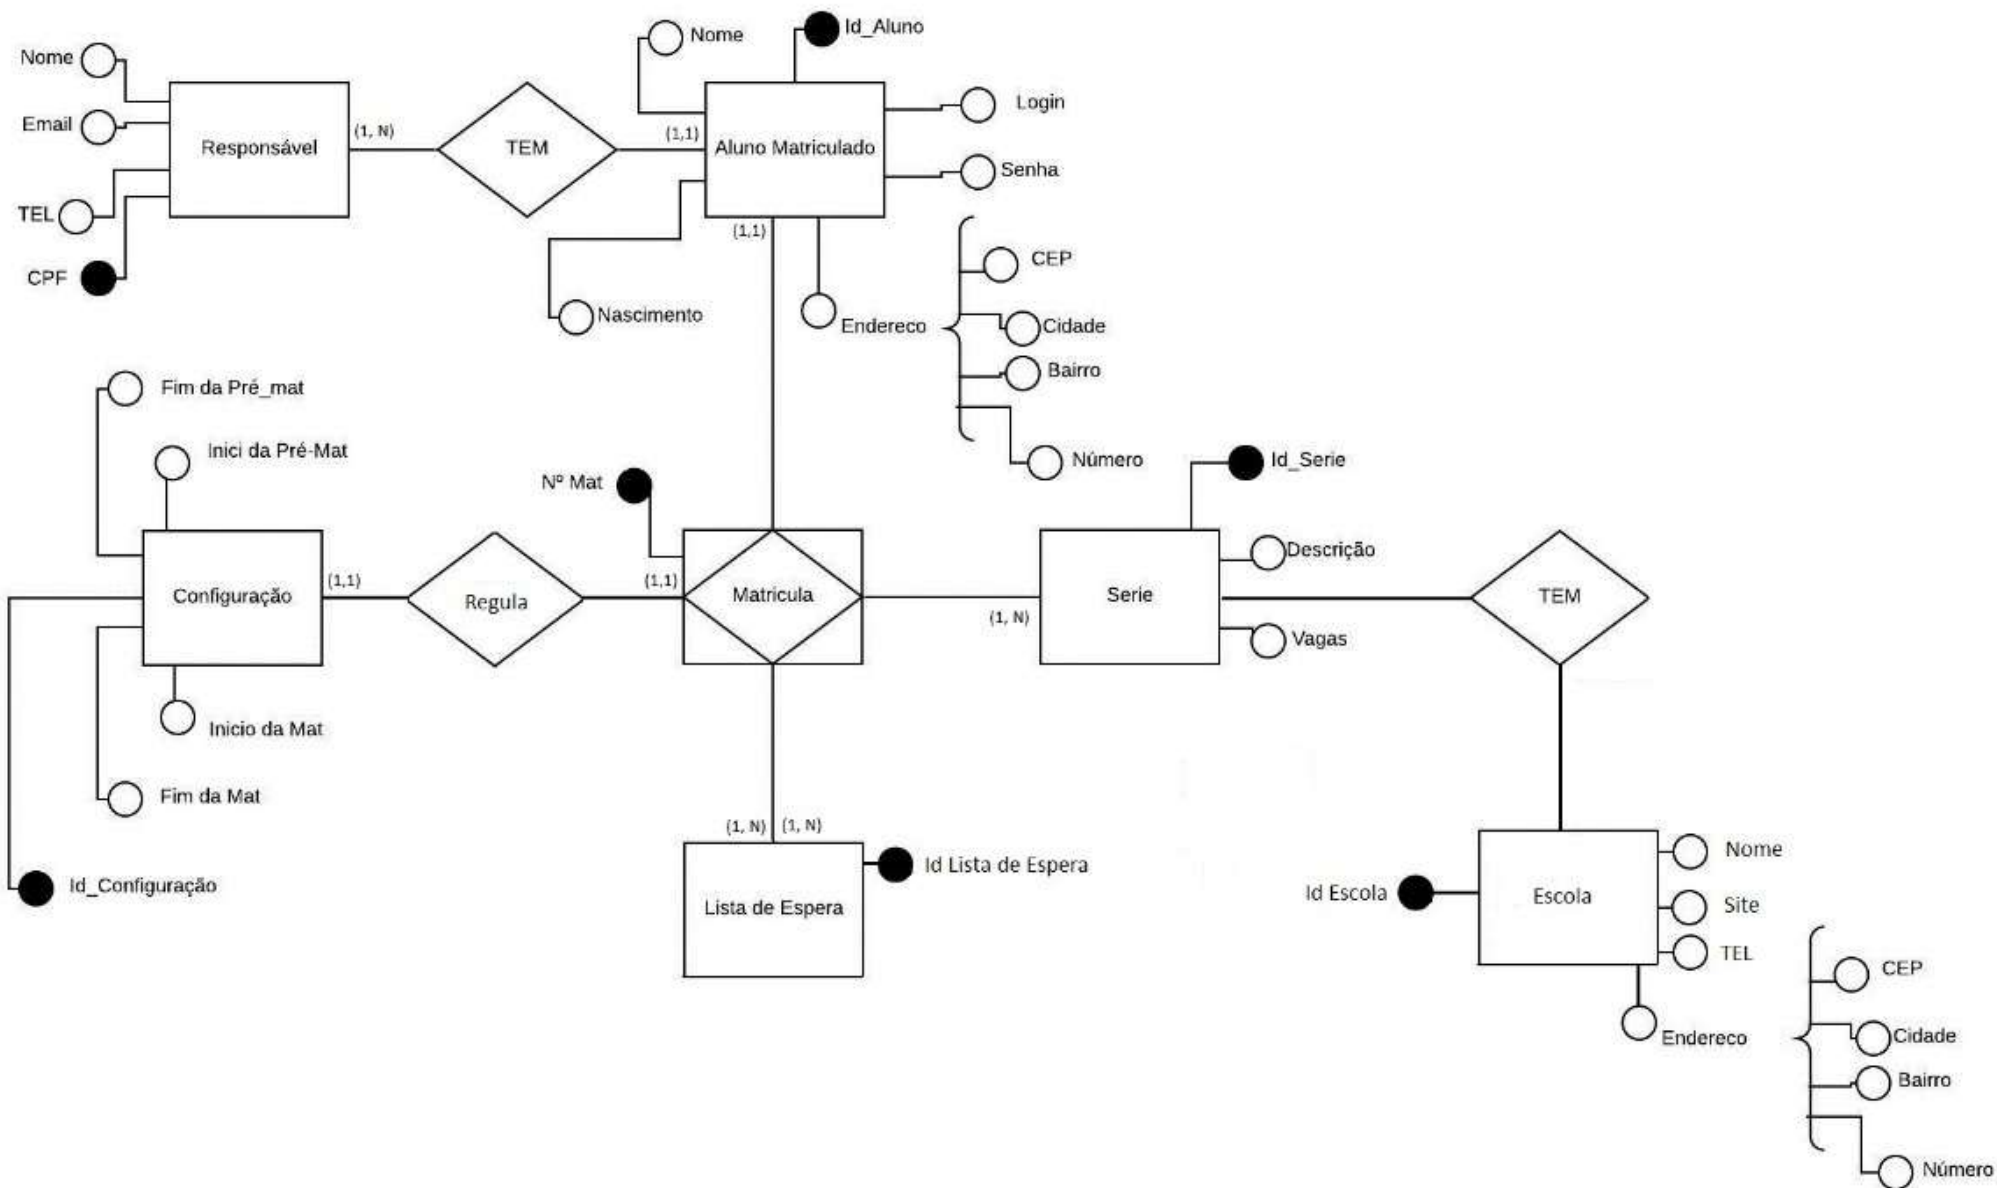 Nome
Id_Aluno
Nome
Login
Email
(1, N)
(1,1)
Responsável
TEM
Aluno Matriculado
Senha
TEL
(1,1)
CEP
CPF
Nascimento
Endereco
Cidade
Bairro
Fim da Pré_mat
Inici da Pré-Mat
Número
Id_Serie
Nº Mat
Descrição
(1,1)
(1,1)
Configuração
Regula
Matricula
Serie
TEM
(1, N)
Vagas
Inicio da Mat
Fim da Mat
(1, N)
(1, N)
Id_Configuração
Id Lista de Espera
Lista de Espera
Nome
Id Escola
Escola
Site
TEL
CEP
Endereco
Cidade
Bairro
Número